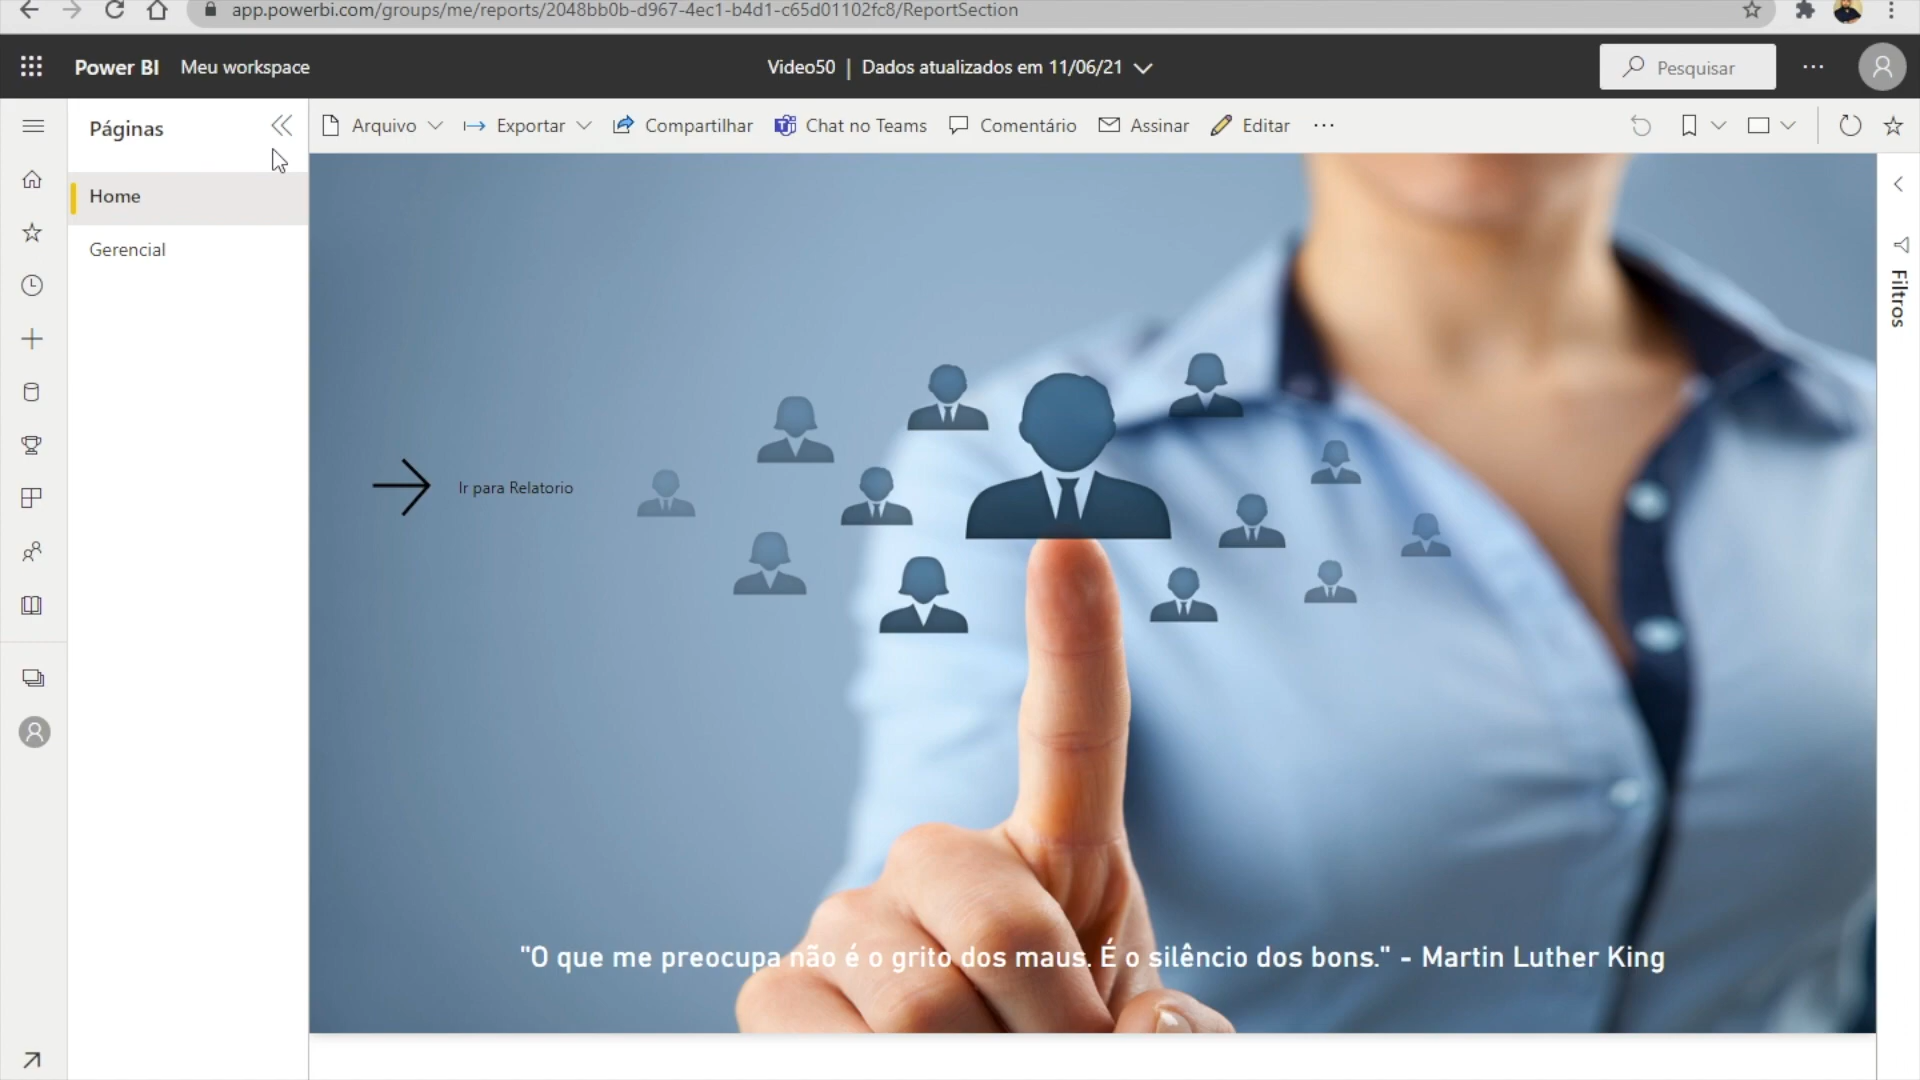 app.powerbi.com/groups/me/reports/2048bb0b-d967-4ec1-b4d1-c65d01102fc8/ReportSection
Power BI Meu workspace
Video50 | Dados atualizados em 11/06/21
Pesquisar
Páginas
Arquivo Exportar Compartilhar Chat no Teams Comentário Assinar Editar
Home
Gerencial
Filtros
Ir para Relatorio
"O que me preocupa não é o grito dos maus. É o silêncio dos bons." - Martin Luther King